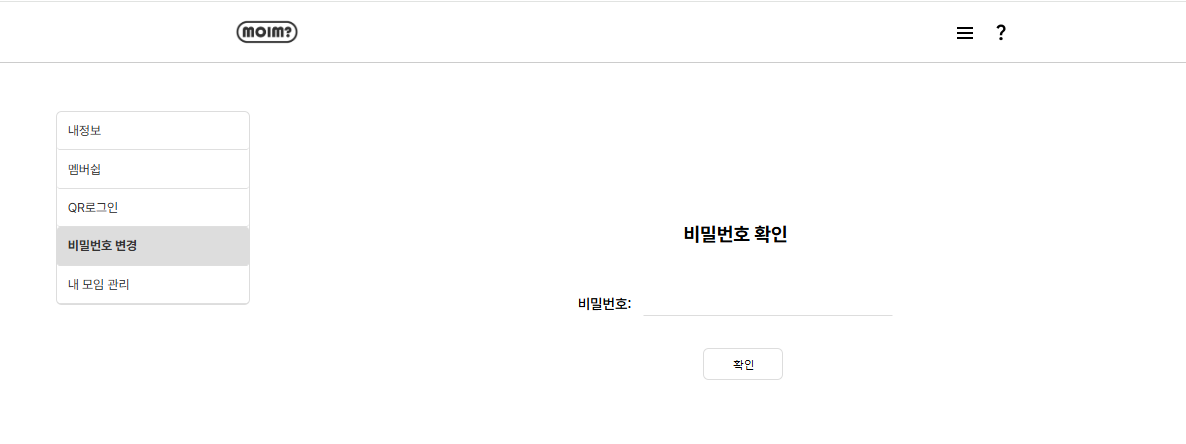 MOIM?
?
내정보
멤버쉽
QR로그인
비밀번호 변경
내 모임 관리
비밀번호 확인
비밀번호:
확인